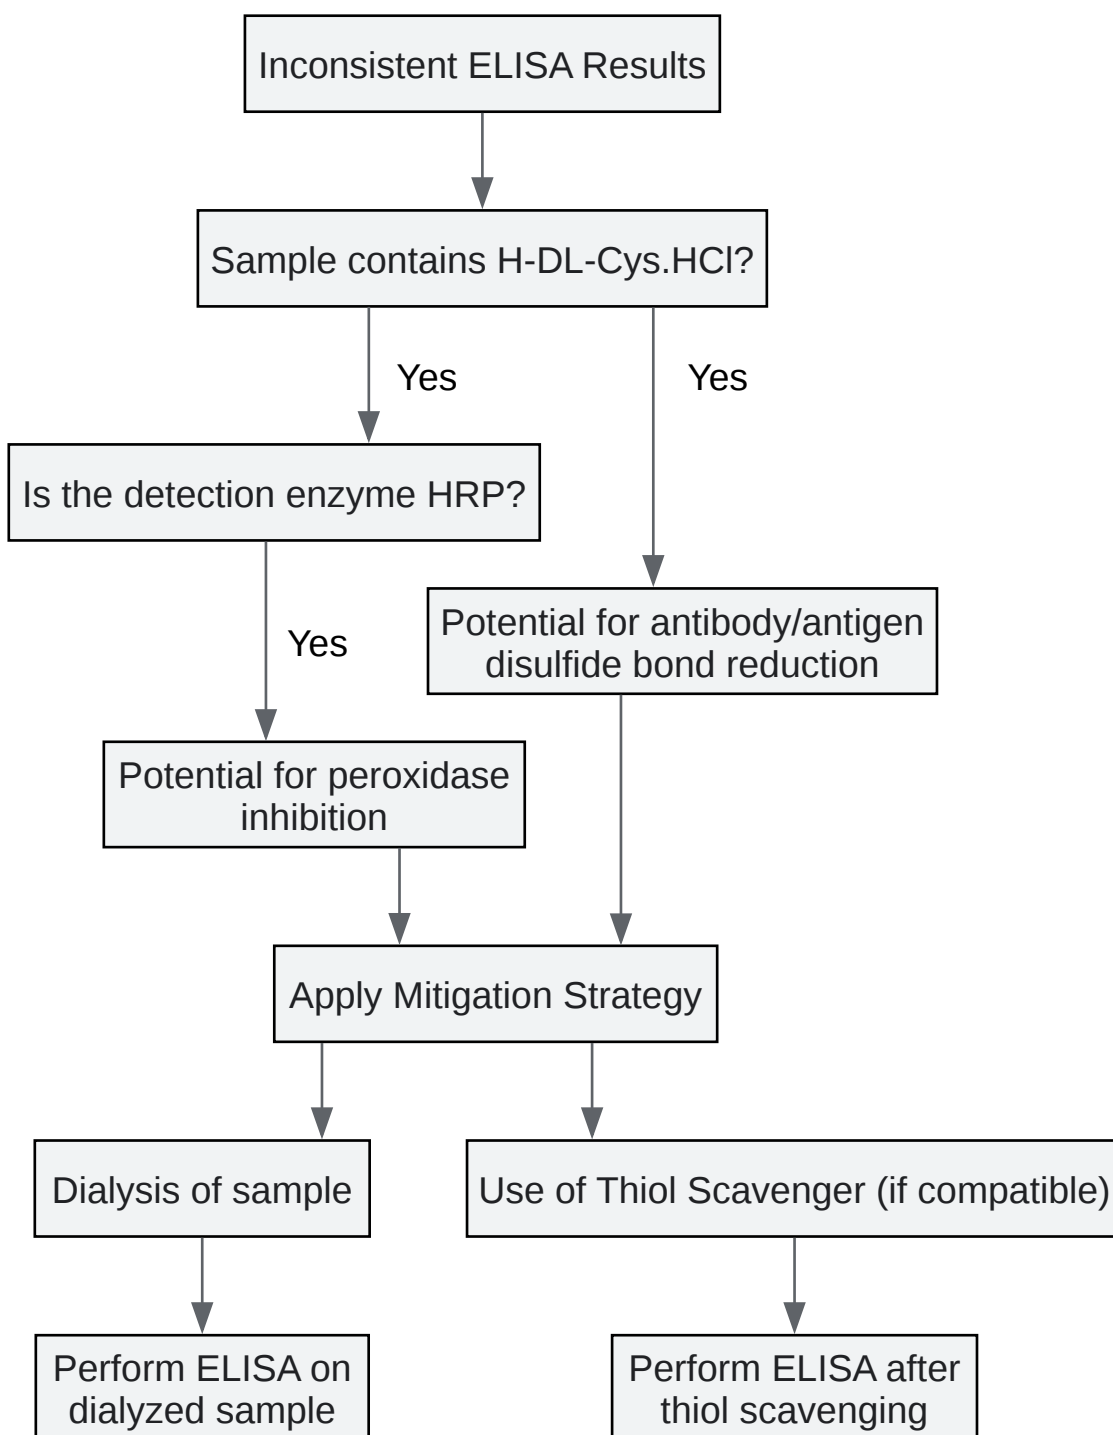 Inconsistent ELISA Results
Sample contains H-DL-Cys.HCl?
Yes
Yes
Is the detection enzyme HRP?
Potential for antibody/antigen
disulfide bond reduction
Yes
Potential for peroxidase
inhibition
Apply Mitigation Strategy
Dialysis of sample
Use of Thiol Scavenger (if compatible)
Perform ELISA on
dialyzed sample
Perform ELISA after
thiol scavenging